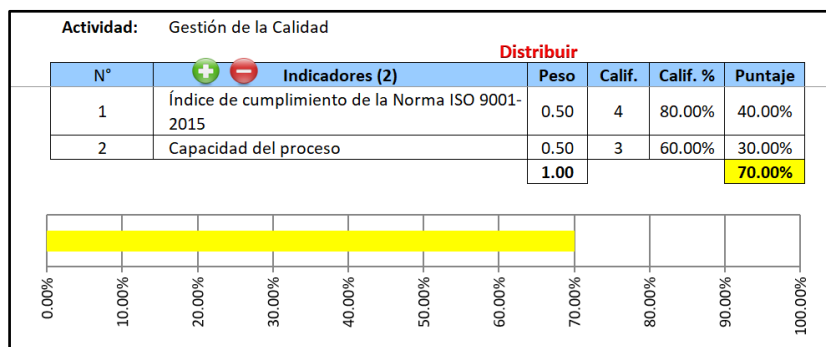 Actividad: Gestión de la Calidad
Distribuir
N° Indicadores (2) Peso Calif. Calif. % Puntaje
1 Índice de cumplimiento de la Norma ISO 9001-
2015 0.50 4 80.00% 40.00%
2 Capacidad del proceso 0.50 3 60.00% 30.00%
1.00 70.00%
0.00% 10.00% 20.00% 30.00% 40.00% 50.00% 60.00% 70.00% 80.00% 90.00% 100.00%